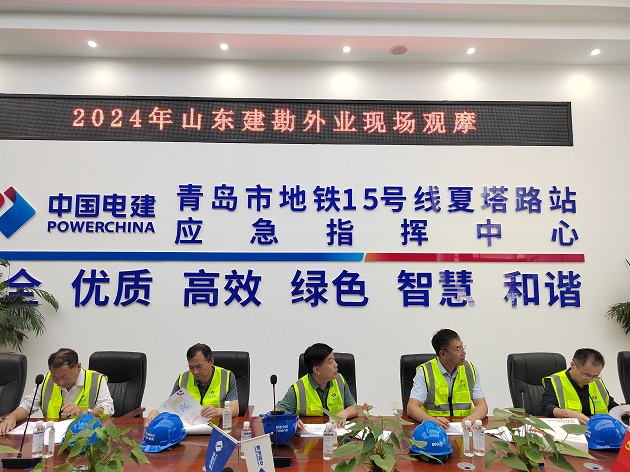 2024年山东建勘外业现场观摩
中国电建
POWERCHINA
青岛市地铁15号线夏塔路站
应急指挥中心
全 优质 高效 绿色 智慧 和谐